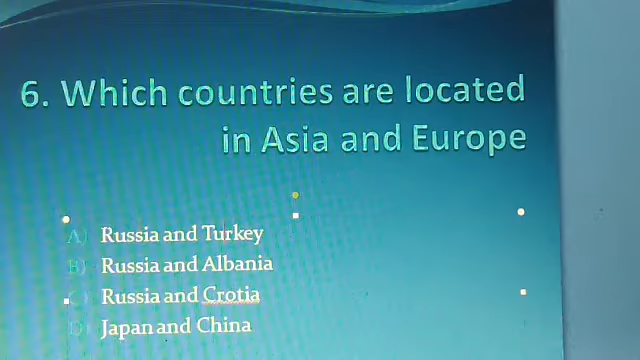 6. Which countries are located
in Asia and Europe
A) Russia and Turkey
B) Russia and Albania
C) Russia and Crotia
D) Japan and China